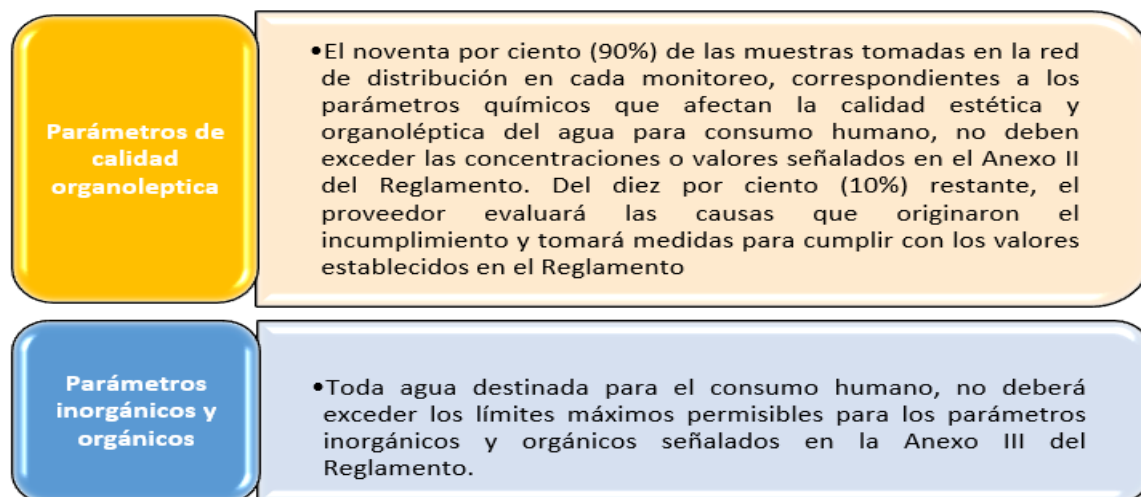 Parámetros de
calidad
organoleptica
•El noventa por ciento (90%) de las muestras tomadas en la red
de distribución en cada monitoreo, correspondientes a los
parámetros químicos que afectan la calidad estética y
organoléptica del agua para consumo humano, no deben
exceder las concentraciones o valores señalados en el Anexo II
del Reglamento. Del diez por ciento (10%) restante, el
proveedor evaluará las causas que originaron el
incumplimiento y tomará medidas para cumplir con los valores
establecidos en el Reglamento
Parámetros
inorgánicos y
orgánicos
•Toda agua destinada para el consumo humano, no deberá
exceder los límites máximos permisibles para los parámetros
inorgánicos y orgánicos señalados en la Anexo III del
Reglamento.